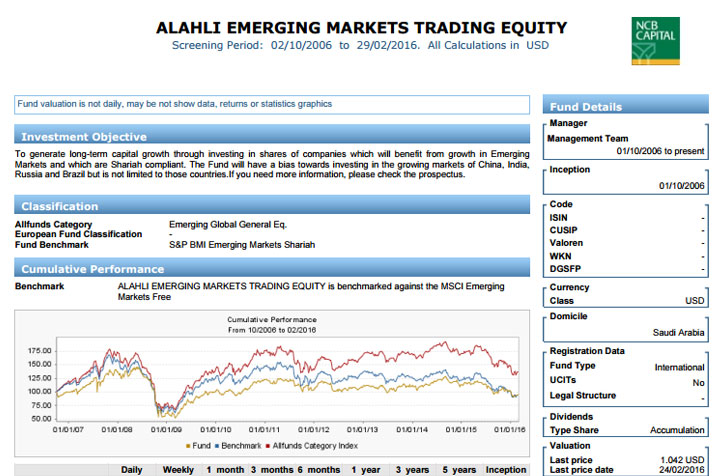 ALAHLI EMERGING MARKETS TRADING EQUITY
Screening Period: 02/10/2006 to 29/02/2016. All Calculations in USD
NCB
CAPITAL
Fund valuation is not daily, may be not show data, returns or statistics graphics
Investment Objective
To generate long-term capital growth through investing in shares of companies which will benefit from growth in Emerging
Markets and which are Shariah compliant. The Fund will have a bias towards investing in the growing markets of China, India,
Russia and Brazil but is not limited to those countries.If you need more information, please check the prospectus.
Classification
Allfunds Category Emerging Global General Eq.
European Fund Classification -
Fund Benchmark S&P BMI Emerging Markets Shariah
Cumulative Performance
Benchmark ALAHLI EMERGING MARKETS TRADING EQUITY is benchmarked against the MSCI Emerging
Markets Free
Cumulative Performance
From 10/2006 to 02/2016
175.00
150.00
125.00
100.00
75.00
50.00
01/01/07 01/01/08 01/01/09 01/01/10 01/01/11 01/01/12 01/01/13 01/01/14 01/01/15 01/01/16
Fund Benchmark Allfunds Category Index
Daily Weekly 1 month 3 months 6 months 1 year 3 years 5 years Inception
Fund Details
Manager
Management Team
01/10/2006 to present
Inception
01/10/2006
Code
ISIN -
CUSIP -
Valoren -
WKN -
DGSFP -
Currency
Class USD
Domicile
Saudi Arabia
Registration Data
Fund Type International
UCITs No
Legal Structure -
Dividends
Type Share Accumulation
Valuation
Last price 1.042 USD
Last price date 24/02/2016